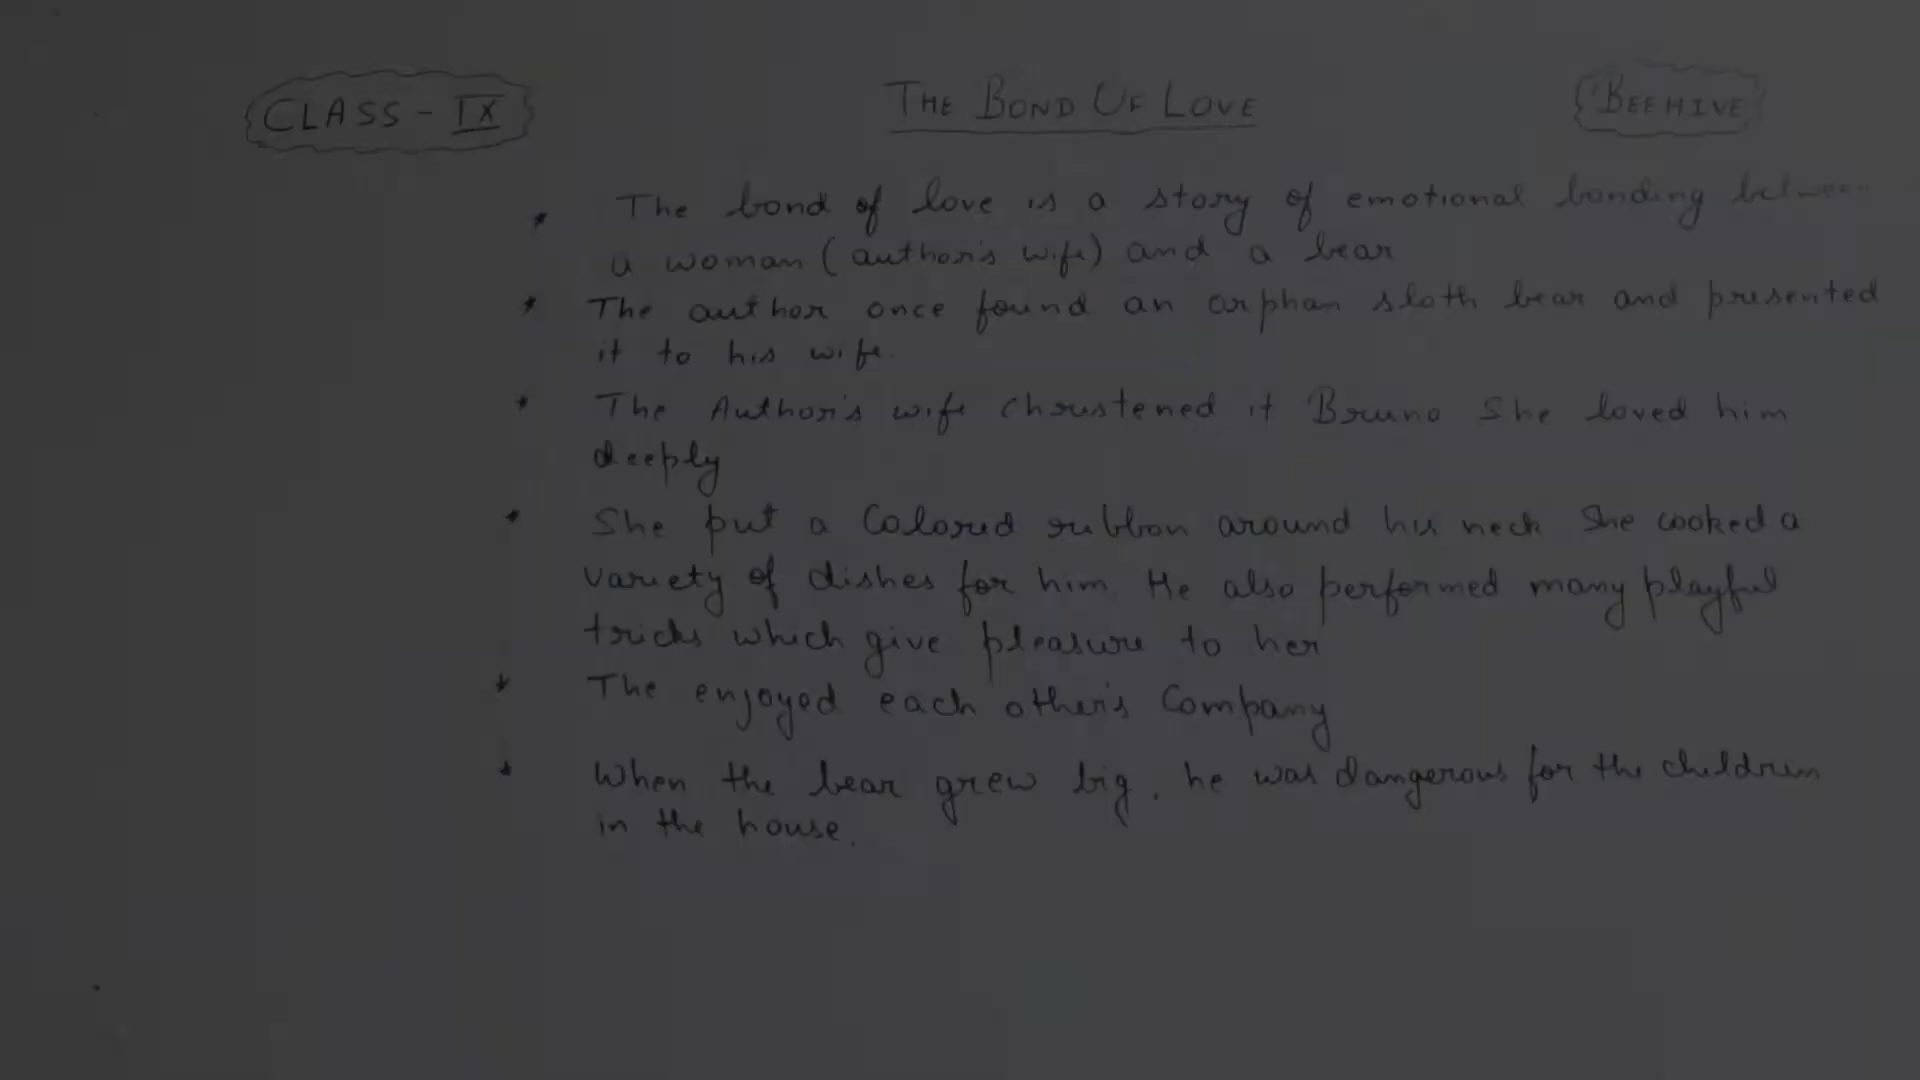 CLASS - IX
THE BOND OF LOVE
BEEHIVE
* The bond of love is a story of emotional bonding between
a woman (author's wife) and a bear
* The author once found an orphan sloth bear and presented
it to his wife.
* The Author's wife christened it Bruno She loved him
deeply
* She put a Colored ribbon around his neck She cooked a
variety of dishes for him. He also performed many playful
tricks which give pleasure to her
* The enjoyed each other's Company
* When the bear grew big, he was dangerous for the children
in the house.